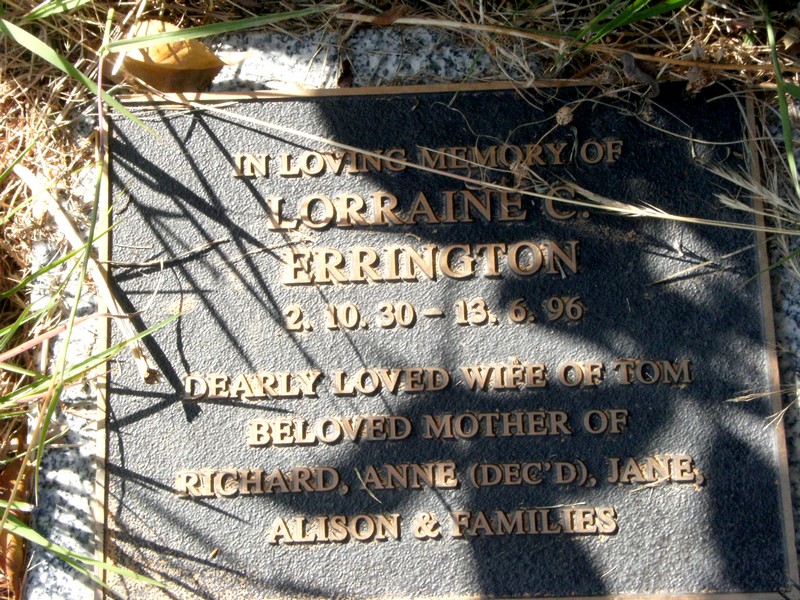 IN LOVING MEMORY OF
LORRAINE C.
ERRINGTON
2. 10. 30 – 13. 6. 96
DEARLY LOVED WIFE OF TOM
BELOVED MOTHER OF
RICHARD, ANNE (DEC'D), JANE,
ALISON & FAMILIES